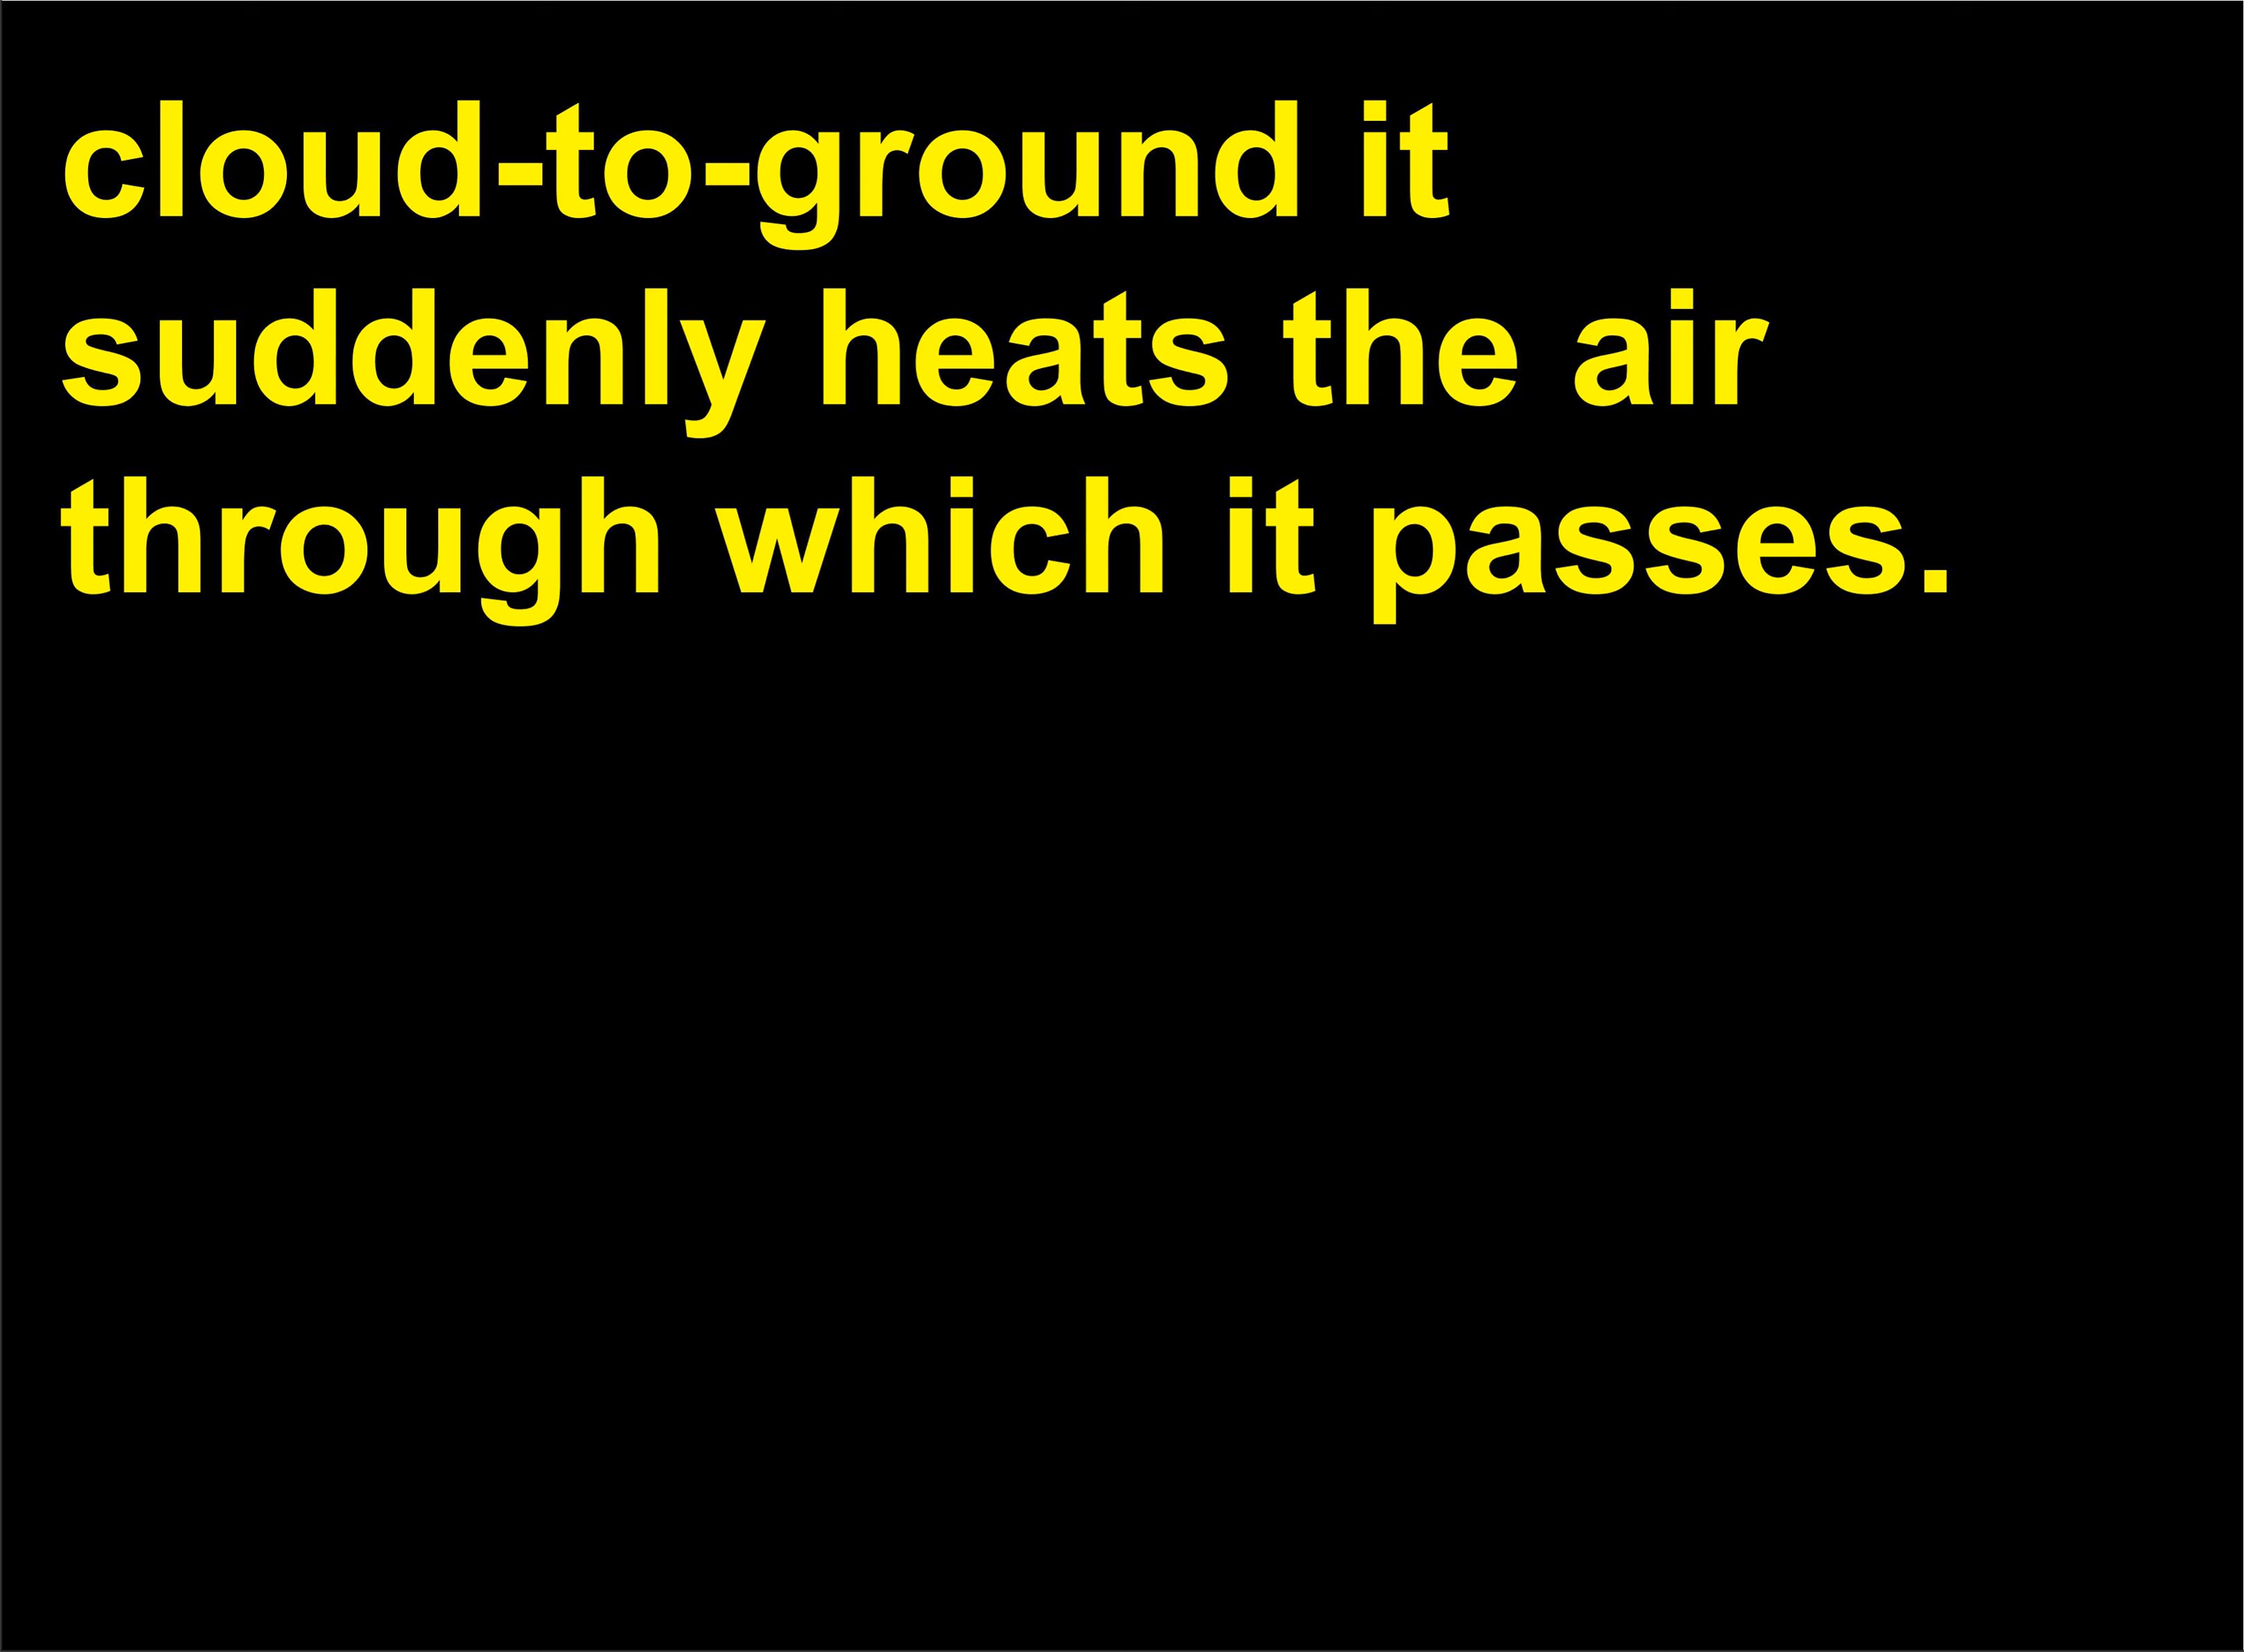 cloud-to-ground it
suddenly heats the air
through which it passes.